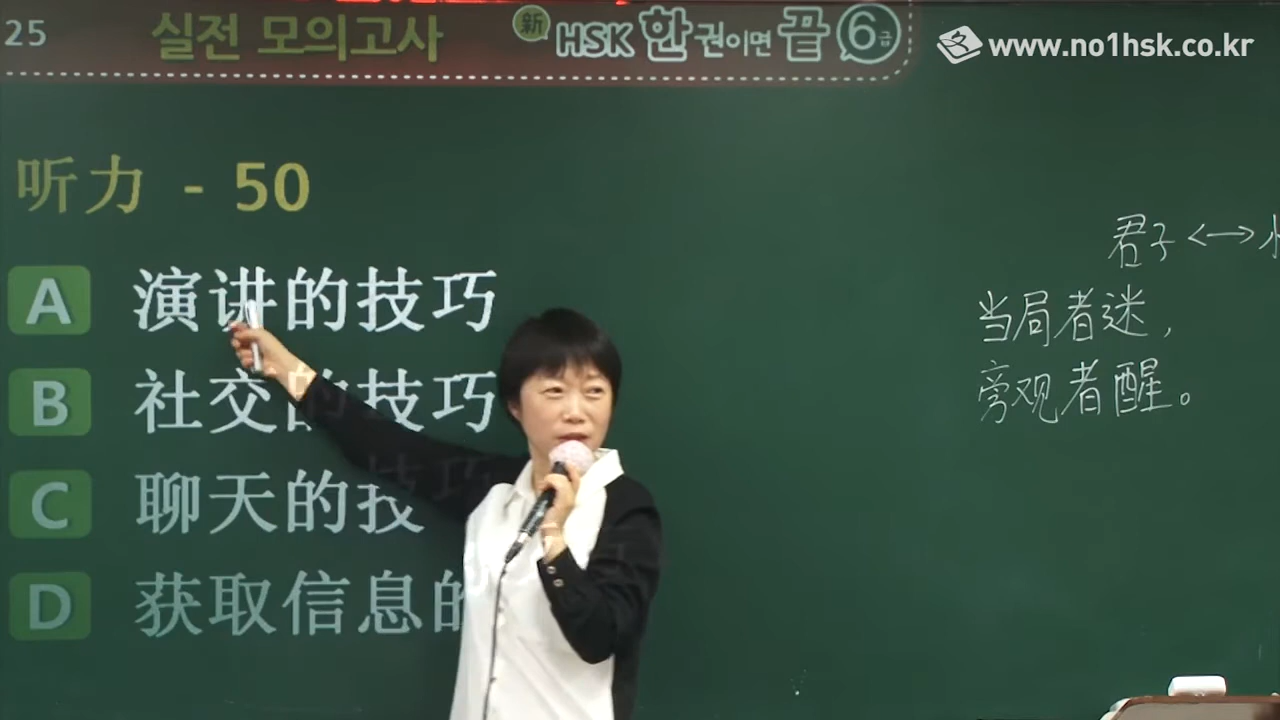 25 실전 모의고사 新 HSK 한권이면 끝 6급
www.no1hsk.co.kr
听力 - 50
A 演讲的技巧
B 社交的技巧
C 聊天的技
D 获取信息的
君子 <—>
当局者迷，
旁观者醒。